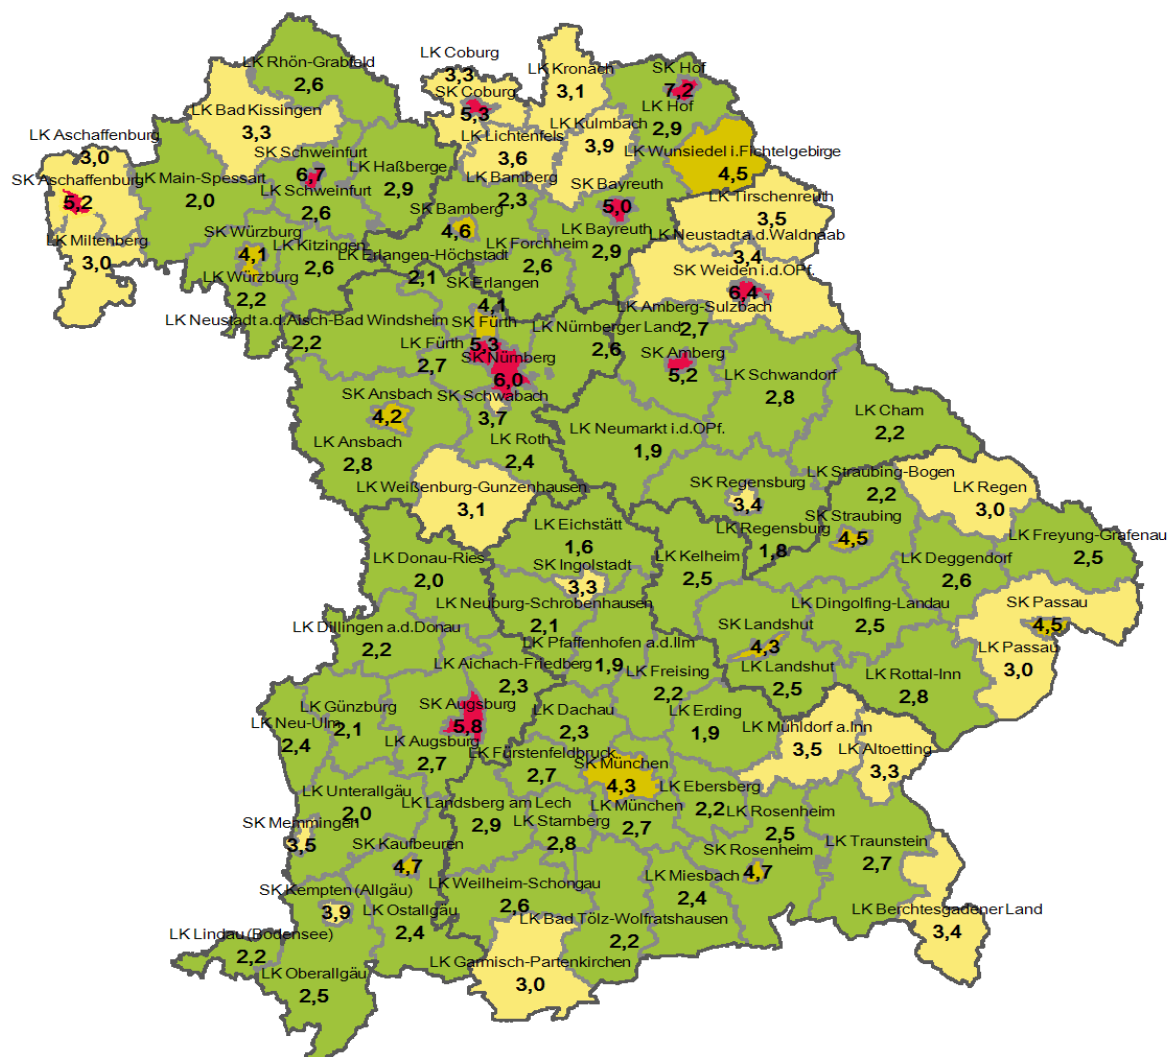 LK Coburg
3,3
LK Rhön-Grabfeld
2,6
LK Kronach
3,1
SK Hof
7,2
SK Coburg
5,3
LK Bad Kissingen
3,3
LK Hof
2,9
LK Aschaffenburg
3,0
LK Lichtenfels
3,6
LK Kulmbach
3,9
SK Schweinfurt
6,7
LK Haßberge
2,9
LK Wunsiedel i.Fichtelgebirge
4,5
SK Aschaffenburg
5,2
LK Main-Spessart
2,0
LK Schweinfurt
2,6
LK Bamberg
2,3
SK Bayreuth
5,0
LK Tirschenreuth
3,5
SK Bamberg
4,6
LK Miltenberg
3,0
SK Würzburg
4,1
LK Kitzingen
2,6
LK Forchheim
2,6
LK Bayreuth
2,9
LK Neustadt a.d.Waldnaab
3,4
LK Erlangen-Höchstadt
2,1
LK Würzburg
2,2
SK Erlangen
4,1
SK Weiden i.d.OPf.
6,4
LK Amberg-Sulzbach
2,7
LK Neustadt a.d.Aisch-Bad Windsheim
2,2
SK Fürth
5,3
LK Nürnberger Land
2,6
LK Fürth
2,7
SK Nürnberg
6,0
SK Amberg
5,2
LK Schwandorf
2,8
SK Ansbach
4,2
SK Schwabach
3,7
LK Cham
2,2
LK Ansbach
2,8
LK Roth
2,4
LK Neumarkt i.d.OPf.
1,9
LK Weißenburg-Gunzenhausen
3,1
SK Regensburg
3,4
LK Straubing-Bogen
2,2
LK Regen
3,0
LK Eichstätt
1,6
LK Regensburg
1,8
SK Straubing
4,5
LK Freyung-Grafenau
2,5
LK Donau-Ries
2,0
SK Ingolstadt
3,3
LK Kelheim
2,5
LK Deggendorf
2,6
LK Neuburg-Schrobenhausen
2,1
LK Dingolfing-Landau
2,5
SK Passau
4,5
LK Dillingen a.d.Donau
2,2
LK Pfaffenhofen a.d.Ilm
1,9
SK Landshut
4,3
LK Passau
3,0
LK Aichach-Friedberg
2,3
LK Freising
2,2
LK Landshut
2,5
LK Rottal-Inn
2,8
LK Günzburg
2,1
SK Augsburg
5,8
LK Dachau
2,3
LK Erding
1,9
LK Neu-Ulm
2,4
LK Mühldorf a.Inn
3,5
LK Augsburg
2,7
LK Fürstenfeldbruck
2,7
SK München
4,3
LK Altoetting
3,3
LK Unterallgäu
2,0
LK Ebersberg
2,2
LK Landsberg am Lech
2,9
LK München
2,7
LK Rosenheim
2,5
SK Memmingen
3,5
LK Starnberg
2,8
LK Traunstein
2,7
SK Kaufbeuren
4,7
SK Rosenheim
4,7
SK Kempten (Allgäu)
3,9
LK Weilheim-Schongau
2,6
LK Miesbach
2,4
LK Ostallgäu
2,4
LK Bad Tölz-Wolfratshausen
2,2
LK Berchtesgadener Land
3,4
LK Lindau (Bodensee)
2,2
LK Oberallgäu
2,5
LK Garmisch-Partenkirchen
3,0